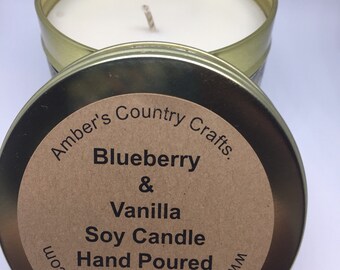 Amber's Country Crafts.
Blueberry
&
Vanilla
Soy Candle
Hand Poured